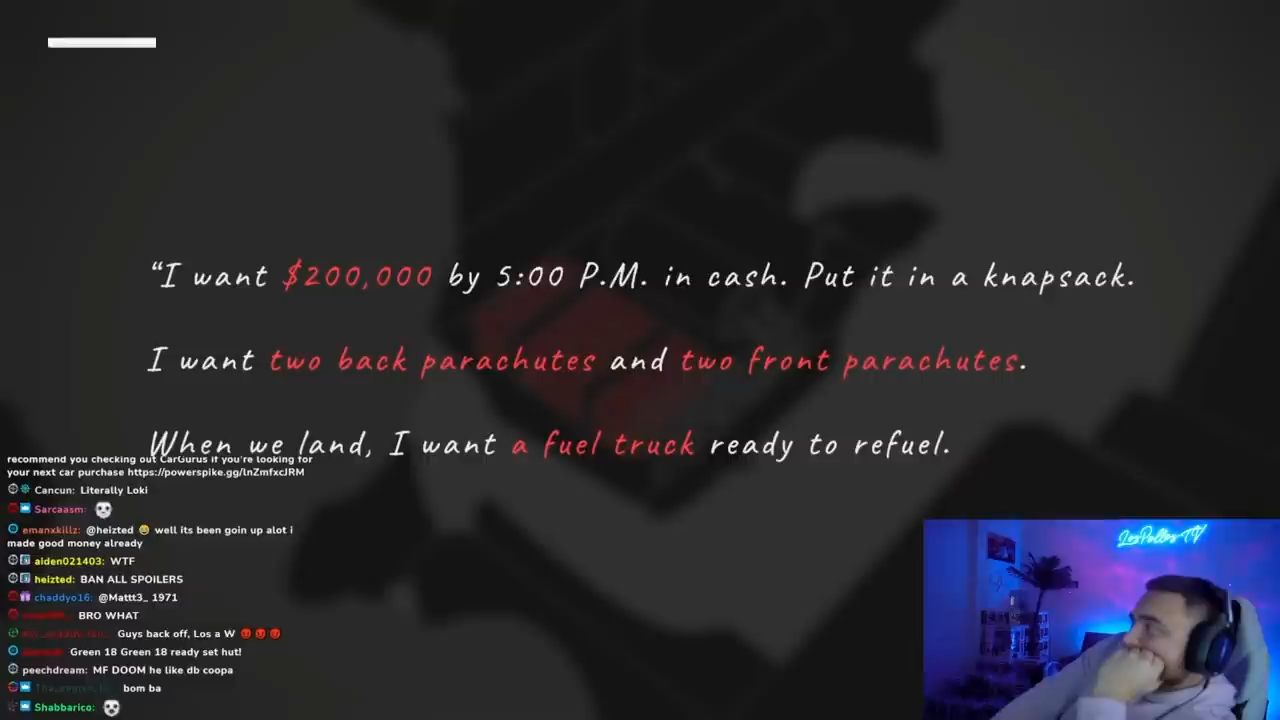 “I want $200,000 by 5:00 P.M. in cash. Put it in a knapsack.
I want two back parachutes and two front parachutes.
When we land, I want a fuel truck ready to refuel.
recommend you checking out CarGurus if you're looking for
your next car purchase https://powerspike.gg/lnZmfxcJRM
Cancun: Literally Loki
Sarcaasm:
emanxkillz: @heizted well its been goin up alot i
made good money already
aiden021403: WTF
heizted: BAN ALL SPOILERS
chaddyo16: @Mattt3_ 1971
BRO WHAT
Guys back off, Los a W
Green 18 Green 18 ready set hut!
peechdream: MF DOOM he like db coopa
bom ba
Shabbarico:
LosPollosTV